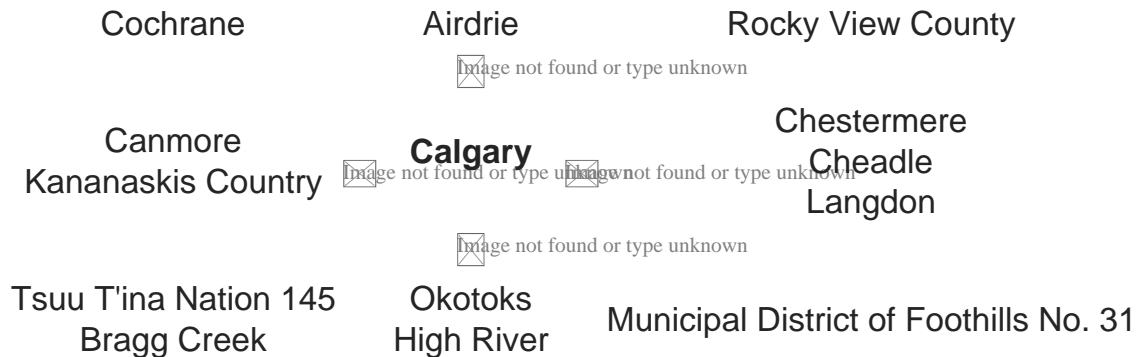 Cochrane
Airdrie
Rocky View County
Image not found or type unknown
Canmore
Kananaskis Country
Image not found or type unknown
Calgary
Image not found or type unknown
Chestermere
Cheadle
Langdon
Image not found or type unknown
Tsuu T'ina Nation 145
Bragg Creek
Okotoks
High River
Municipal District of Foothills No. 31